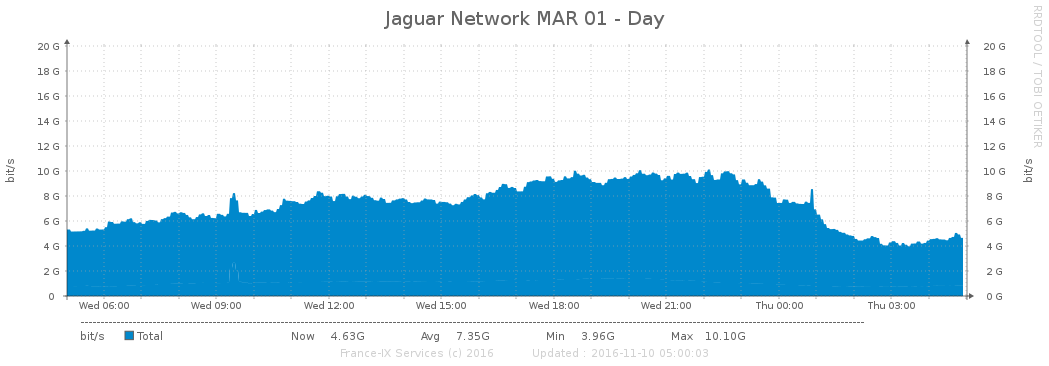 Jaguar Network MAR 01 - Day
RRDTOOL / TOBI OETIKER
bit/s
bit/s
20 G 20 G
18 G 18 G
16 G 16 G
14 G 14 G
12 G 12 G
10 G 10 G
8 G 8 G
6 G 6 G
4 G 4 G
2 G 2 G
0 0 G
Wed 06:00 Wed 09:00 Wed 12:00 Wed 15:00 Wed 18:00 Wed 21:00 Thu 00:00 Thu 03:00
bit/s Total Now 4.63G Avg 7.35G Min 3.96G Max 10.10G
France-IX Services (c) 2016 Updated : 2016-11-10 05:00:03